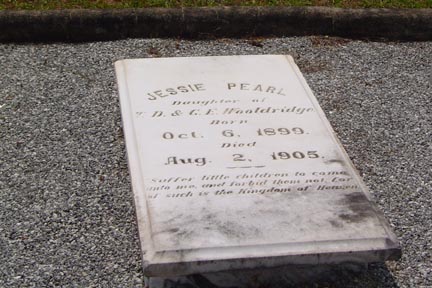 JESSIE PEARL
Daughter of
D. & G. E. Wooldridge
Born
Oct. 6, 1899.
Died
Aug. 2, 1905.
Suffer little children to come
unto me, and forbid them not, for
of such is the Kingdom of Heaven